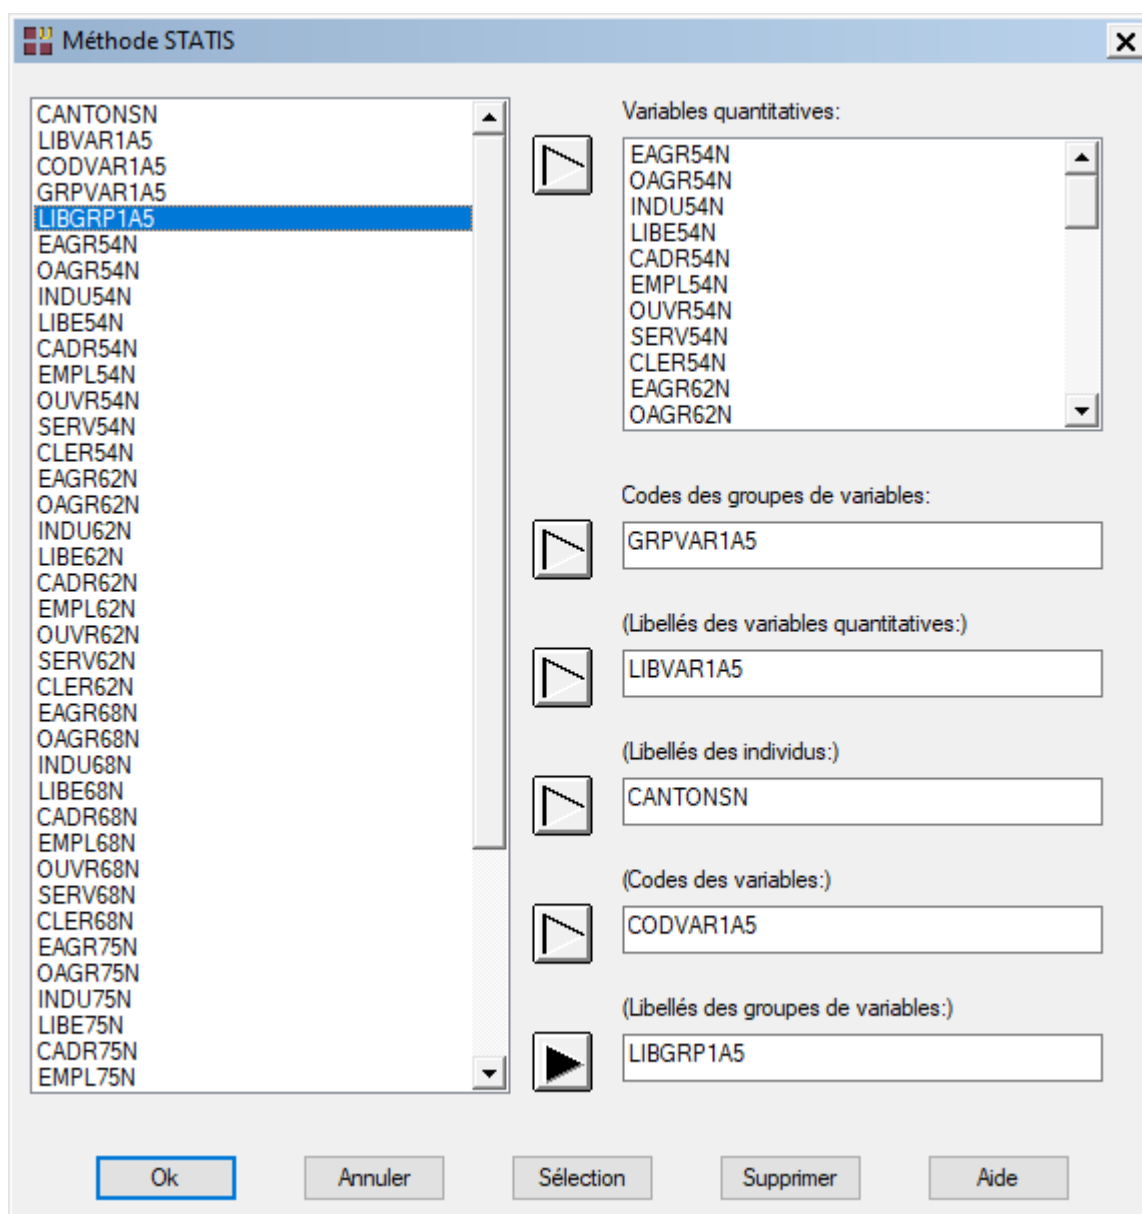 Méthode STATIS
CANTONSN
LIBVAR1A5
CODVAR1A5
GRPVAR1A5
LIBGRP1A5
EAGR54N
OAGR54N
INDU54N
LIBE54N
CADR54N
EMPL54N
OUVR54N
SERV54N
CLER54N
EAGR62N
OAGR62N
INDU62N
LIBE62N
CADR62N
EMPL62N
OUVR62N
SERV62N
CLER62N
EAGR68N
OAGR68N
INDU68N
LIBE68N
CADR68N
EMPL68N
OUVR68N
SERV68N
CLER68N
EAGR75N
OAGR75N
INDU75N
LIBE75N
CADR75N
EMPL75N
Variables quantitatives:
EAGR54N
OAGR54N
INDU54N
LIBE54N
CADR54N
EMPL54N
OUVR54N
SERV54N
CLER54N
EAGR62N
OAGR62N
Codes des groupes de variables:
GRPVAR1A5
(Libellés des variables quantitatives:)
LIBVAR1A5
(Libellés des individus:)
CANTONSN
(Codes des variables:)
CODVAR1A5
(Libellés des groupes de variables:)
LIBGRP1A5
Ok
Annuler
Sélection
Supprimer
Aide